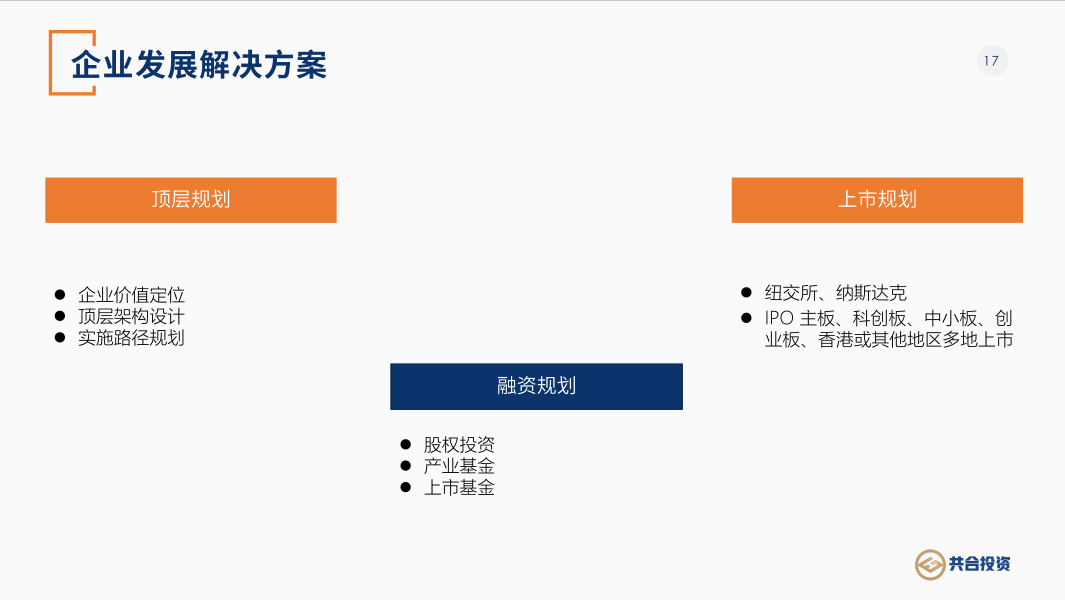 企业发展解决方案
17
顶层规划
企业价值定位
顶层架构设计
实施路径规划
融资规划
股权投资
产业基金
上市基金
上市规划
纽交所、纳斯达克
IPO 主板、科创板、中小板、创
业板、香港或其他地区多地上市
共合投资